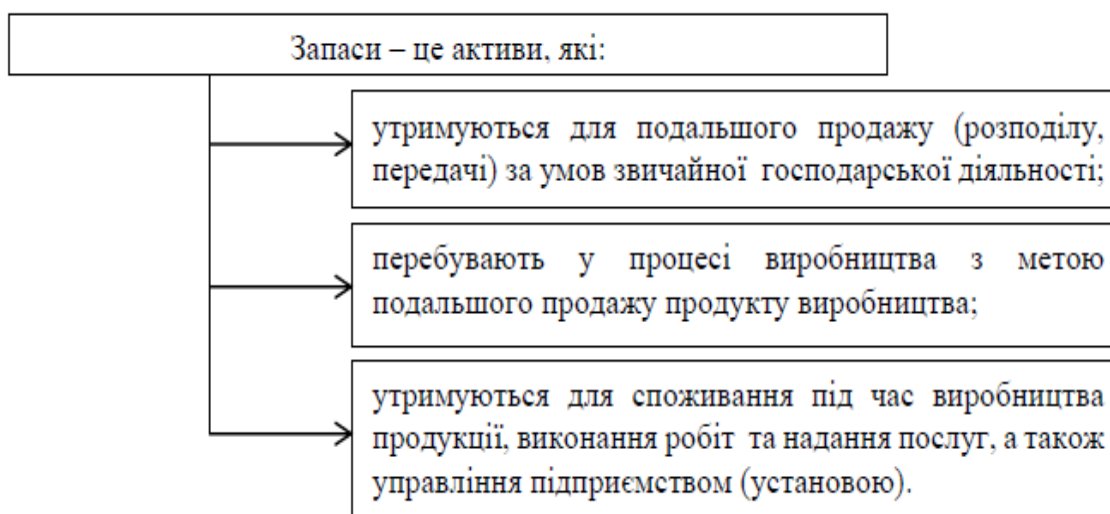 Запаси – це активи, які:
утримуються для подальшого продажу (розподілу,
передачі) за умов звичайної господарської діяльності;
перебувають у процесі виробництва з метою
подальшого продажу продукту виробництва;
утримуються для споживання під час виробництва
продукції, виконання робіт та надання послуг, а також
управління підприємством (установою).